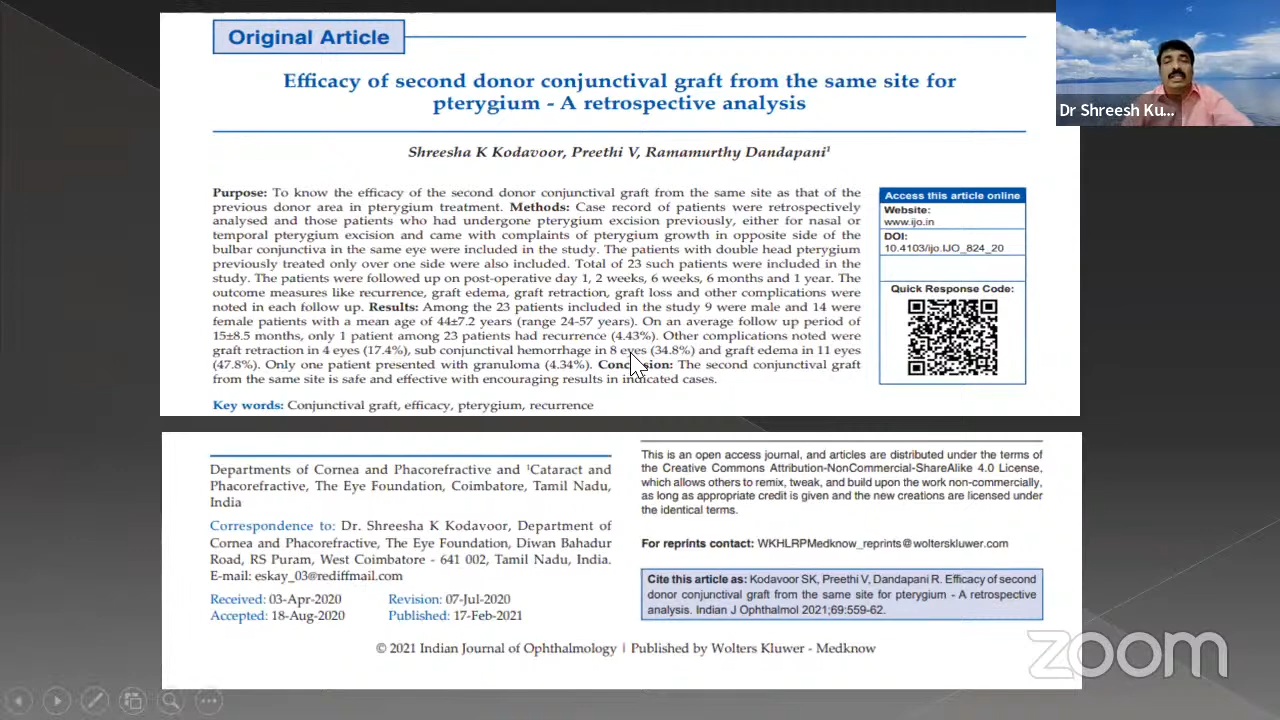 Original Article
Efficacy of second donor conjunctival graft from the same site for
pterygium - A retrospective analysis
Shreesha K Kodavoor, Preethi V, Ramamurthy Dandapani¹
Purpose: To know the efficacy of the second donor conjunctival graft from the same site as that of the
previous donor area in pterygium treatment. Methods: Case record of patients were retrospectively
analysed and those patients who had undergone pterygium excision previously, either for nasal or
temporal pterygium excision and came with complaints of pterygium growth in opposite side of the
bulbar conjunctiva in the same eye were included in the study. The patients with double head pterygium
previously treated only over one side were also included. Total of 23 such patients were included in the
study. The patients were followed up on post-operative day 1, 2 weeks, 6 weeks, 6 months and 1 year. The
outcome measures like recurrence, graft edema, graft retraction, graft loss and other complications were
noted in each follow up. Results: Among the 23 patients included in the study 9 were male and 14 were
female patients with a mean age of 44±7.2 years (range 24-57 years). On an average follow up period of
15±8.5 months, only 1 patient among 23 patients had recurrence (4.43%). Other complications noted were
graft retraction in 4 eyes (17.4%), sub conjunctival hemorrhage in 8 eyes (34.8%) and graft edema in 11 eyes
(47.8%). Only one patient presented with granuloma (4.34%). Conclusion: The second conjunctival graft
from the same site is safe and effective with encouraging results in indicated cases.
Key words: Conjunctival graft, efficacy, pterygium, recurrence
Access this article online
Website:
www.ijo.in
DOI:
10.4103/ijo.IJO_824_20
Quick Response Code:
Dr Shreesh Ku...
Departments of Cornea and Phacorefractive and ¹Cataract and
Phacorefractive, The Eye Foundation, Coimbatore, Tamil Nadu,
India
Correspondence to: Dr. Shreesha K Kodavoor, Department of
Cornea and Phacorefractive, The Eye Foundation, Diwan Bahadur
Road, RS Puram, West Coimbatore - 641 002, Tamil Nadu, India.
E-mail: eskay_03@rediffmail.com
Received: 03-Apr-2020 Revision: 07-Jul-2020
Accepted: 18-Aug-2020 Published: 17-Feb-2021
This is an open access journal, and articles are distributed under the terms of
the Creative Commons Attribution-NonCommercial-ShareAlike 4.0 License,
which allows others to remix, tweak, and build upon the work non-commercially,
as long as appropriate credit is given and the new creations are licensed under
the identical terms.
For reprints contact: WKHLRPMedknow_reprints@wolterskluwer.com
Cite this article as: Kodavoor SK, Preethi V, Dandapani R. Efficacy of second
donor conjunctival graft from the same site for pterygium - A retrospective
analysis. Indian J Ophthalmol 2021;69:559-62.
© 2021 Indian Journal of Ophthalmology | Published by Wolters Kluwer - Medknow
zoom